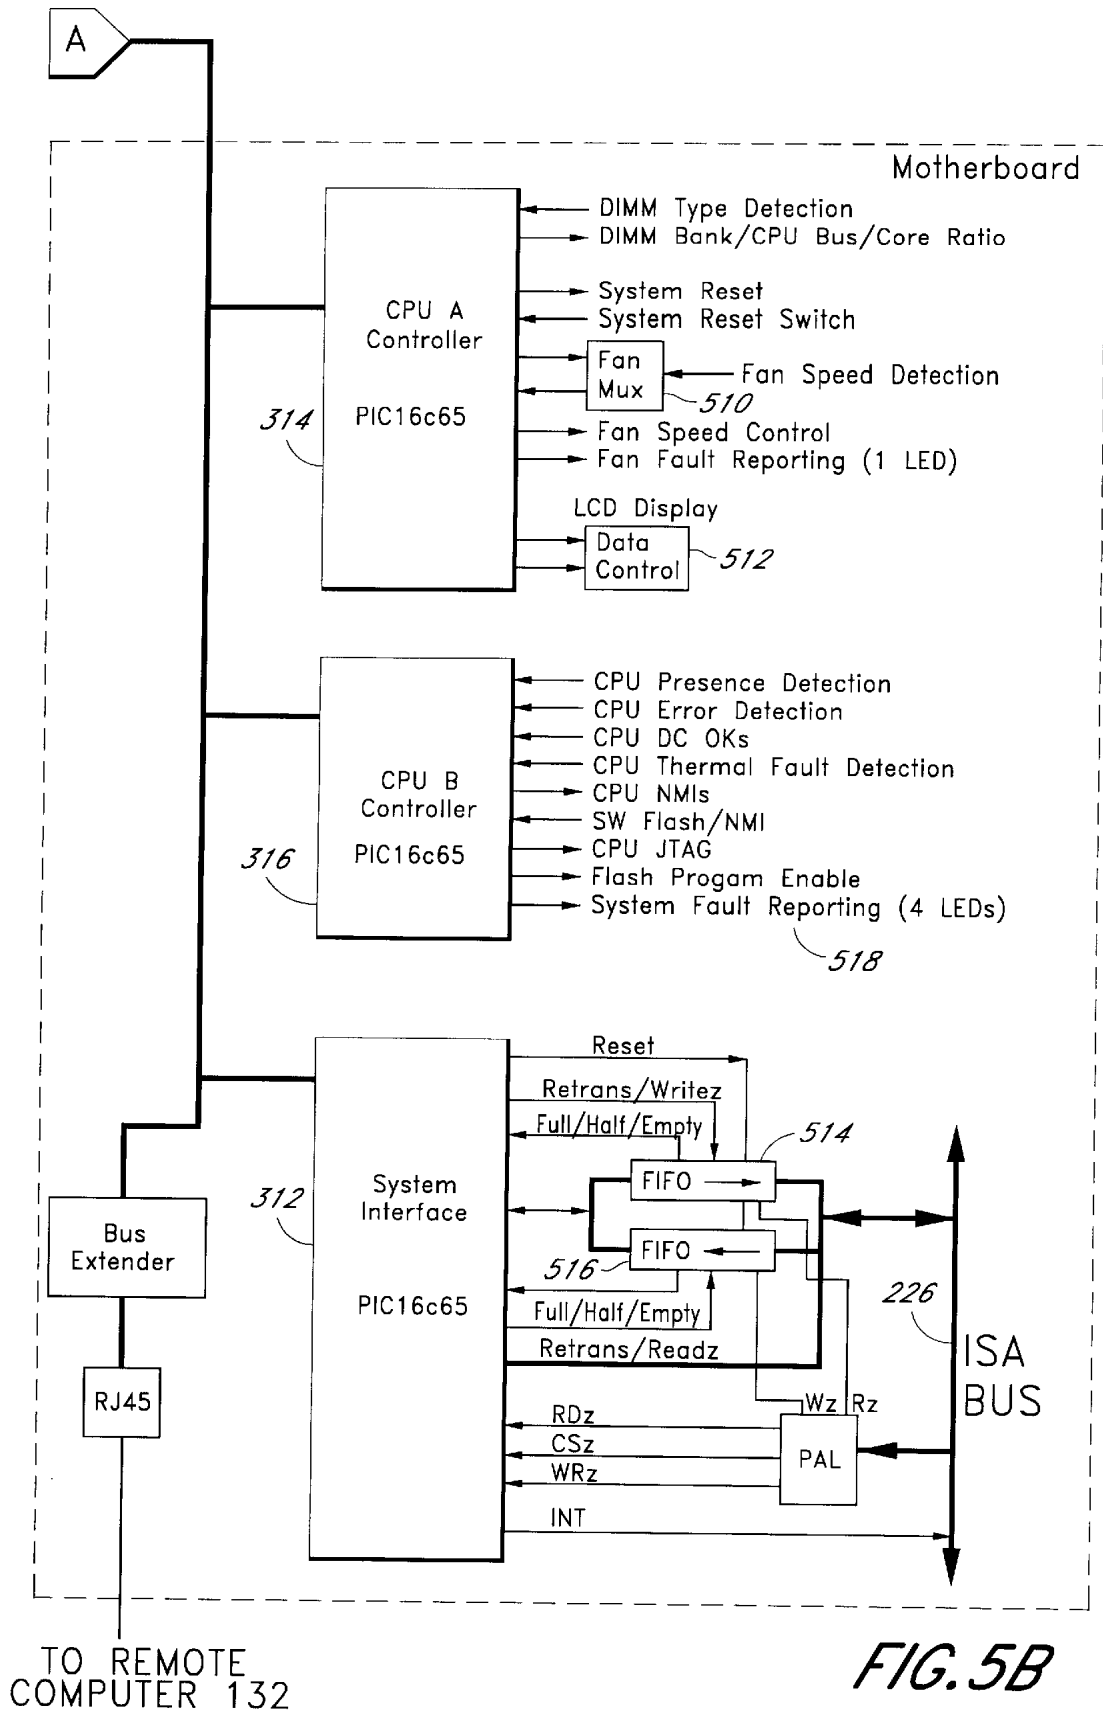 A
Motherboard
DIMM Type Detection
DIMM Bank/CPU Bus/Core Ratio
CPU A
Controller
PIC16c65
314
System Reset
System Reset Switch
Fan
Mux
Fan Speed Detection
510
Fan Speed Control
Fan Fault Reporting (1 LED)
LCD Display
Data
Control
512
CPU B
Controller
PIC16c65
316
CPU Presence Detection
CPU Error Detection
CPU DC OKs
CPU Thermal Fault Detection
CPU NMIs
SW Flash/NMI
CPU JTAG
Flash Progam Enable
System Fault Reporting (4 LEDs)
518
System
Interface
PIC16c65
312
Reset
Retrans/Writez
Full/Half/Empty
FIFO
514
FIFO
516
Full/Half/Empty
Retrans/Readz
226
ISA
BUS
Wz Rz
RDz
CSz
WRz
PAL
INT
Bus
Extender
RJ45
TO REMOTE
COMPUTER 132
FIG. 5B